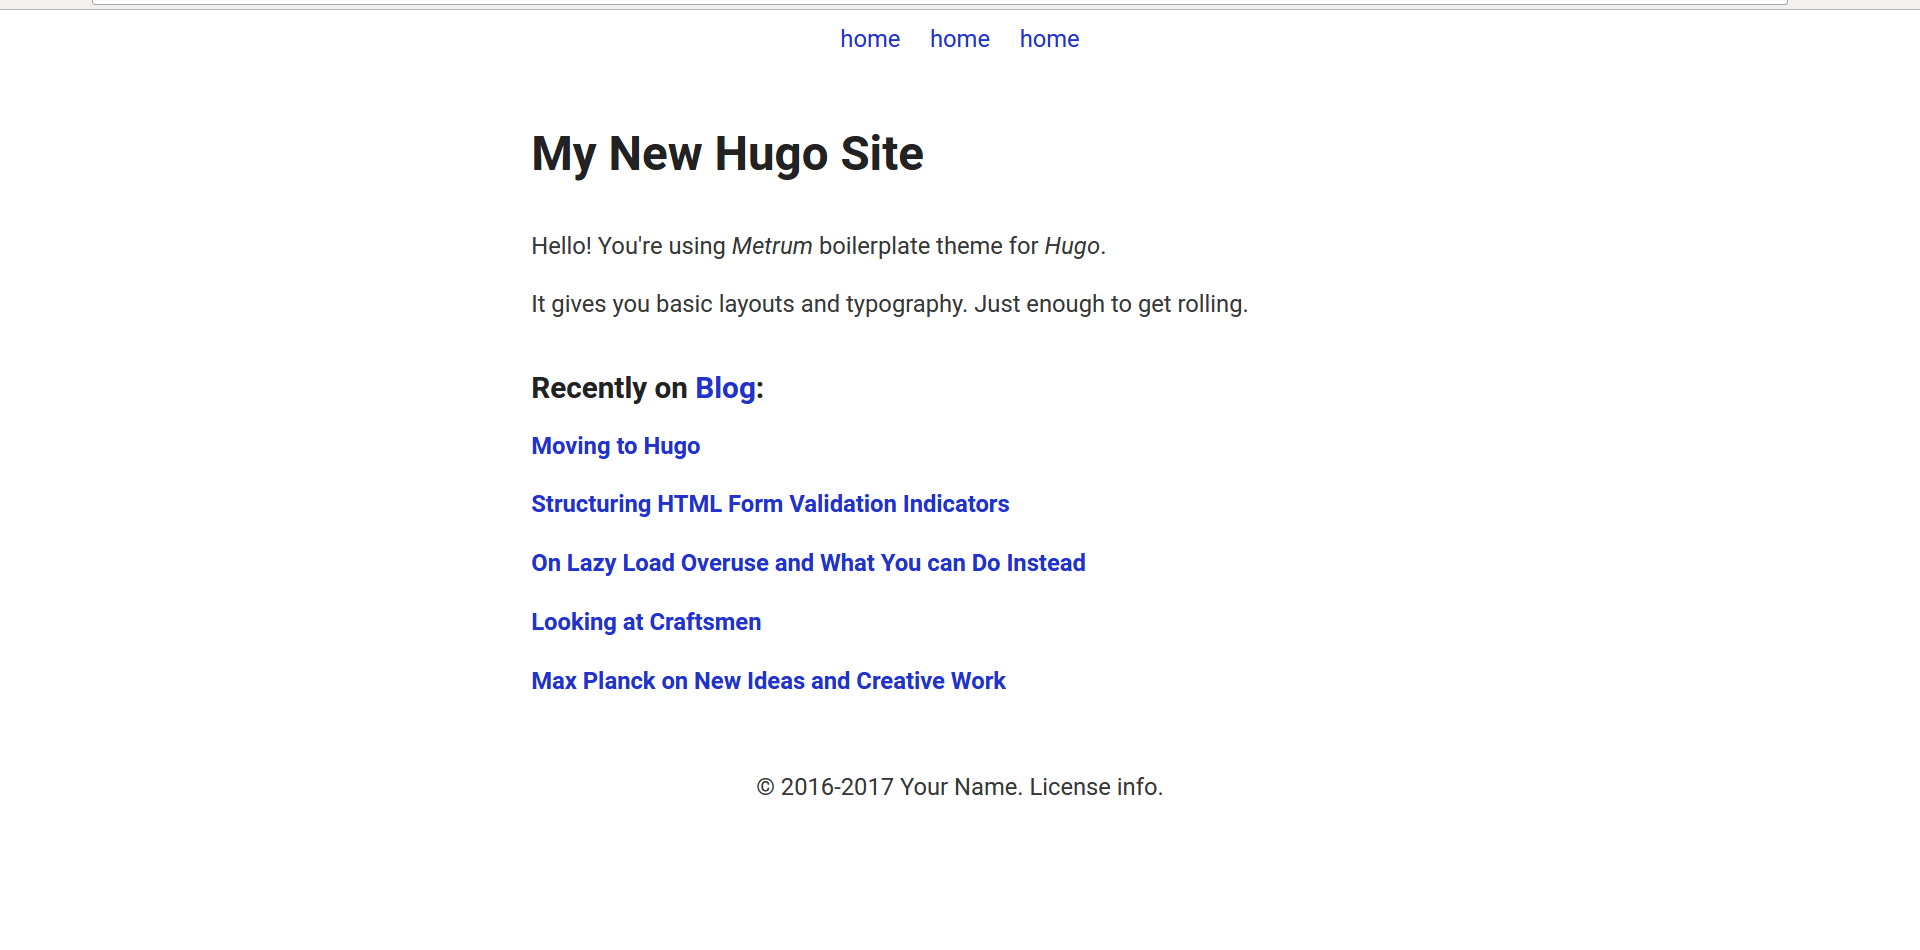 home home home
My New Hugo Site
Hello! You're using Metrum boilerplate theme for Hugo.
It gives you basic layouts and typography. Just enough to get rolling.
Recently on Blog:
Moving to Hugo
Structuring HTML Form Validation Indicators
On Lazy Load Overuse and What You can Do Instead
Looking at Craftsmen
Max Planck on New Ideas and Creative Work
© 2016-2017 Your Name. License info.